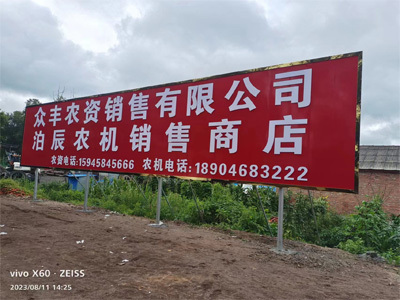 众丰农资销售有限公司
泊辰农机销售商店
农资电话:15945845666 农机电话:18904683222
vivo X60 · ZEISS
2023/08/11 14:25